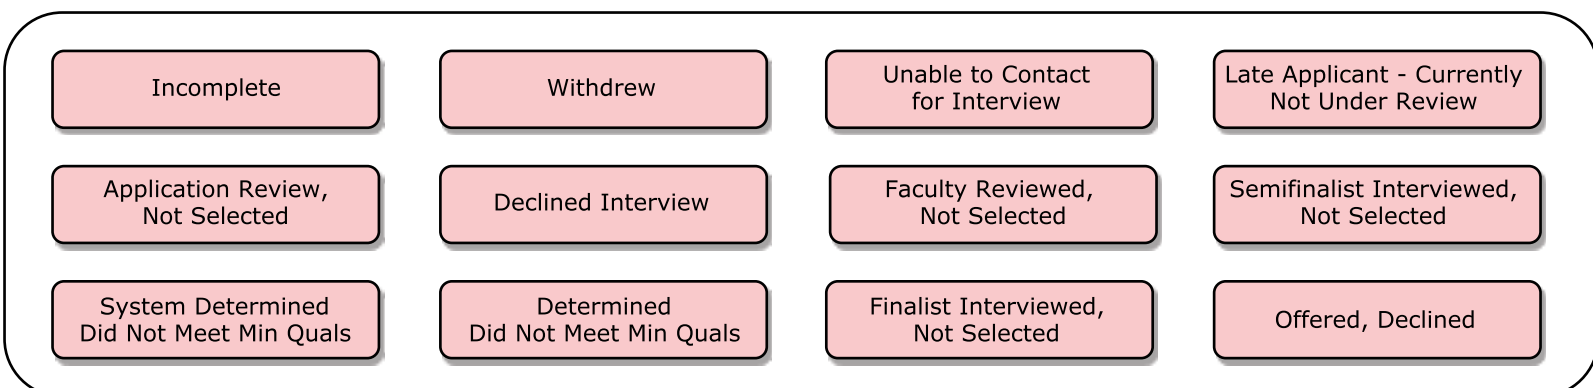 Incomplete
Withdrew
Unable to Contact
for Interview
Late Applicant - Currently
Not Under Review
Application Review,
Not Selected
Declined Interview
Faculty Reviewed,
Not Selected
Semifinalist Interviewed,
Not Selected
System Determined
Did Not Meet Min Quals
Determined
Did Not Meet Min Quals
Finalist Interviewed,
Not Selected
Offered, Declined